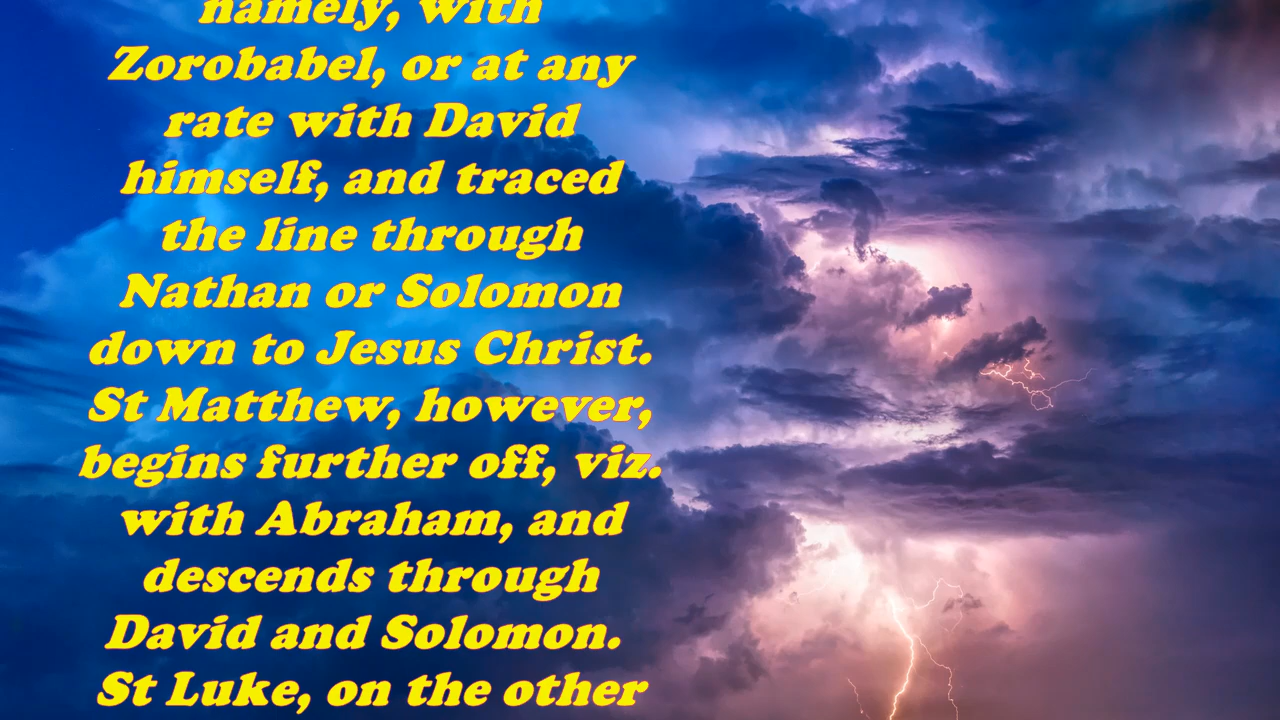 namely, with
Zorobabel, or at any
rate with David
himself, and traced
the line through
Nathan or Solomon
down to Jesus Christ.
St Matthew, however,
begins further off, viz.
with Abraham, and
descends through
David and Solomon.
St Luke, on the other